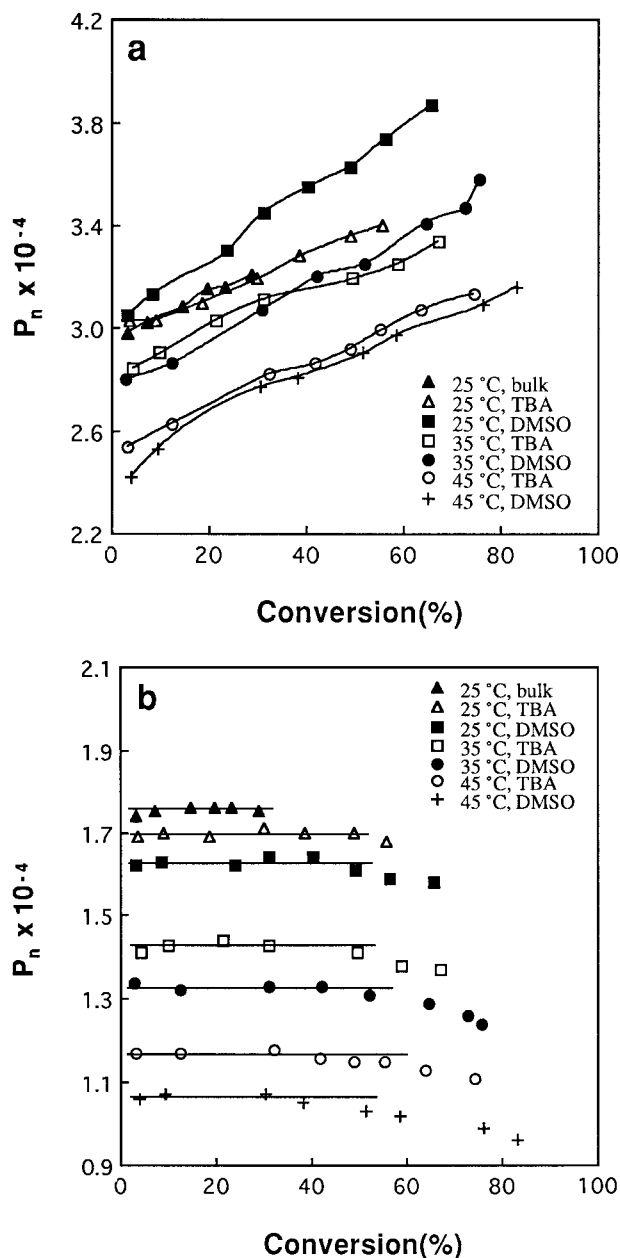 a
4.2
3.8
3.4
3.0
2.6
2.2
Pn x 10-4
25 °C, bulk
25 °C, TBA
25 °C, DMSO
35 °C, TBA
35 °C, DMSO
45 °C, TBA
45 °C, DMSO
0 20 40 60 80 100
Conversion(%)
b
2.1
1.9
1.7
1.5
1.3
1.1
0.9
Pn x 10-4
25 °C, bulk
25 °C, TBA
25 °C, DMSO
35 °C, TBA
35 °C, DMSO
45 °C, TBA
45 °C, DMSO
0 20 40 60 80 100
Conversion(%)